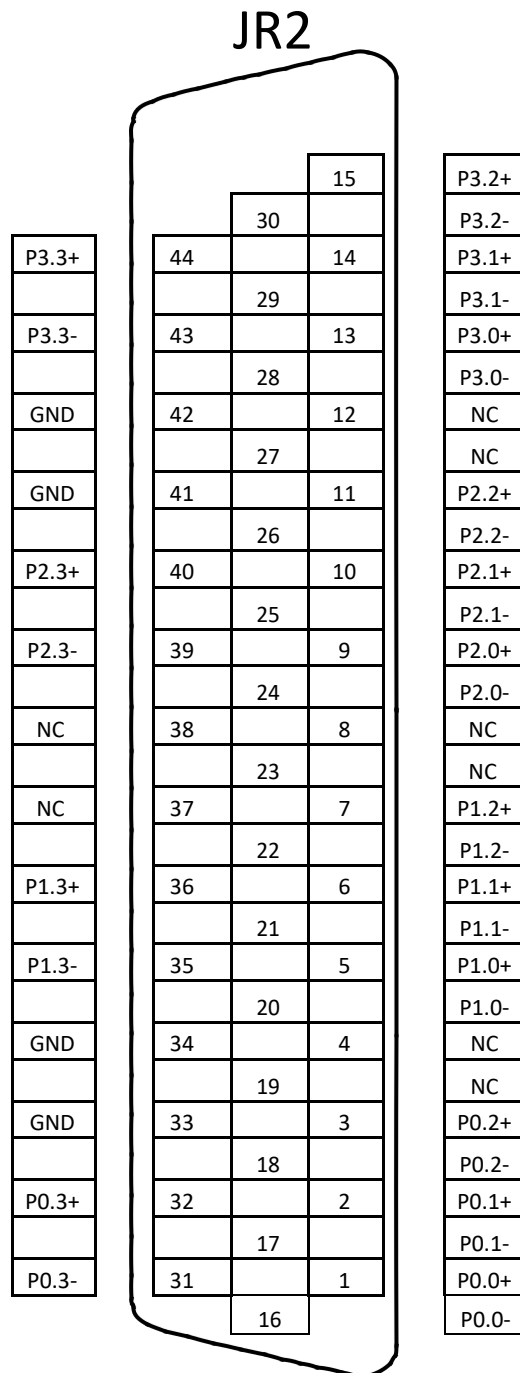 JR2
15 P3.2+
30 P3.2-
P3.3+ 44 14 P3.1+
29 P3.1-
P3.3- 43 13 P3.0+
28 P3.0-
GND 42 12 NC
27 NC
GND 41 11 P2.2+
26 P2.2-
P2.3+ 40 10 P2.1+
25 P2.1-
P2.3- 39 9 P2.0+
24 P2.0-
NC 38 8 NC
23 NC
NC 37 7 P1.2+
22 P1.2-
P1.3+ 36 6 P1.1+
21 P1.1-
P1.3- 35 5 P1.0+
20 P1.0-
GND 34 4 NC
19 NC
GND 33 3 P0.2+
18 P0.2-
P0.3+ 32 2 P0.1+
17 P0.1-
P0.3- 31 1 P0.0+
16 P0.0-